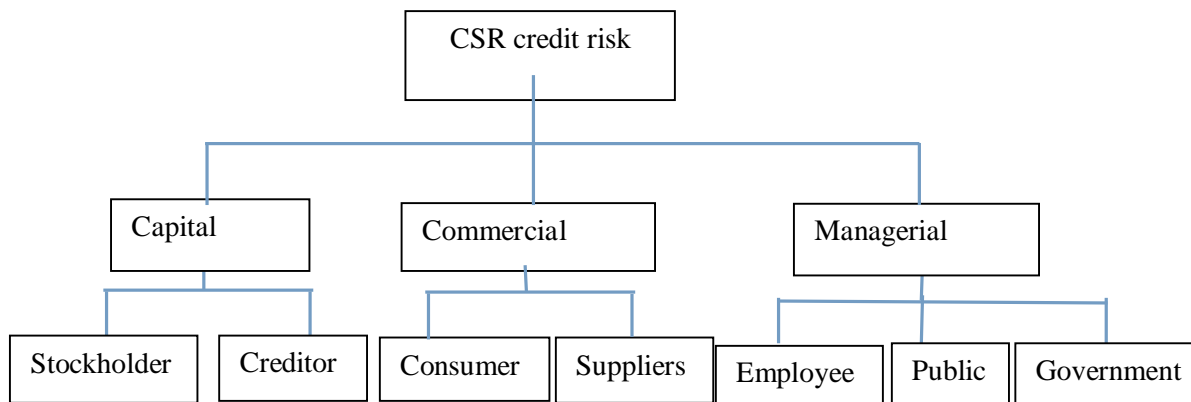 CSR credit risk
Capital
Commercial
Managerial
Stockholder
Creditor
Consumer
Suppliers
Employee
Public
Government